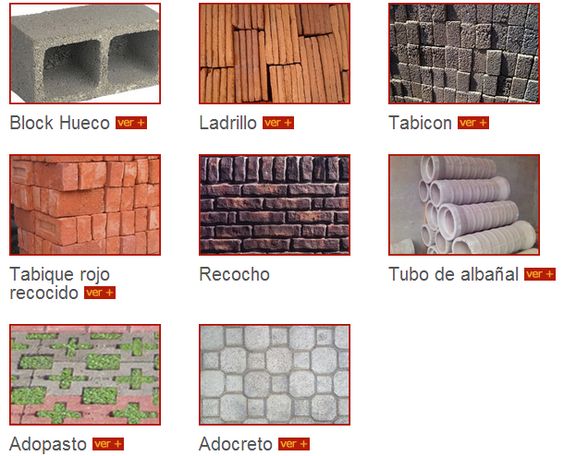 Block Hueco ver +
Ladrillo ver +
Tabicon ver +
Tabique rojo
recocido ver +
Recocho
Tubo de albañal ver +
Adopasto ver +
Adocreto ver +